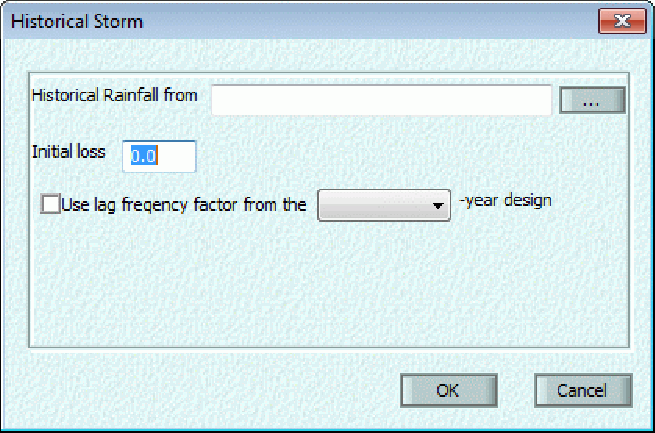 Historical Storm
Historical Rainfall from ...
Initial loss 0.0
Use lag freqency factor from the -year design
OK Cancel